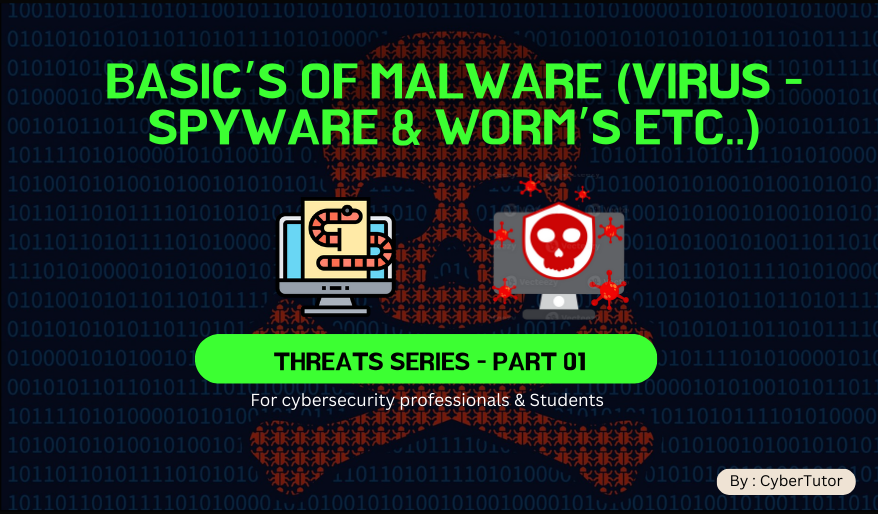 BASIC'S OF MALWARE (VIRUS -
SPYWARE & WORM'S ETC..)
THREATS SERIES - PART 01
For cybersecurity professionals & Students
By : CyberTutor